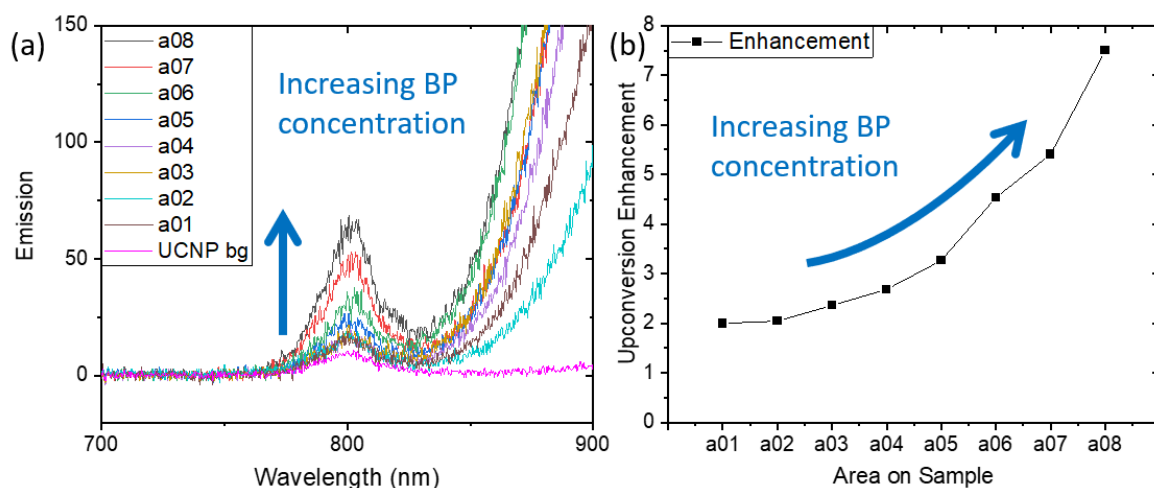 (a)
150
100
50
0
Emission
a08
a07
a06
a05
a04
a03
a02
a01
UCNP bg
Increasing BP
concentration
700
800
900
Wavelength (nm)
(b)
8
7
6
5
4
3
2
1
0
Upconversion Enhancement
Enhancement
Increasing BP
concentration
a01 a02 a03 a04 a05 a06 a07 a08
Area on Sample